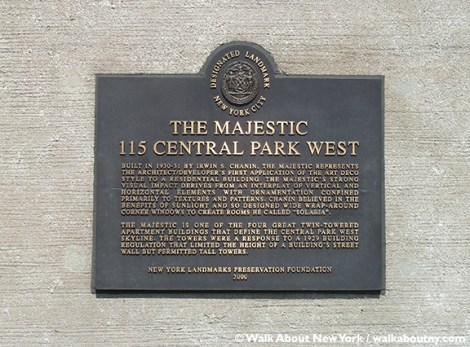 DESIGNATED LANDMARK
NEW YORK CITY
THE MAJESTIC
115 CENTRAL PARK WEST
BUILT IN 1930-31 BY IRWIN S. CHANIN, THE MAJESTIC REPRESENTS
THE ARCHITECT/DEVELOPER'S FIRST APPLICATION OF THE ART DECO
STYLE TO A RESIDENTIAL BUILDING. THE MAJESTIC'S STRONG
VISUAL IMPACT DERIVES FROM AN INTERPLAY OF VERTICAL AND
HORIZONTAL ELEMENTS WITH ORNAMENTATION CONFINED
PRIMARILY TO TEXTURES AND PATTERNS. CHANIN BELIEVED IN THE
BENEFITS OF SUNLIGHT AND SO DESIGNED WIDE WRAP-AROUND
CORNER WINDOWS TO CREATE ROOMS HE CALLED "SOLARIA".
THE MAJESTIC IS ONE OF THE FOUR GREAT TWIN-TOWERED
APARTMENT BUILDINGS THAT DEFINE THE CENTRAL PARK WEST
SKYLINE. THE TOWERS WERE A RESPONSE TO A 1929 BUILDING
REGULATION THAT LIMITED THE HEIGHT OF A BUILDING'S STREET
WALL BUT PERMITTED TALL TOWERS.
NEW YORK LANDMARKS PRESERVATION FOUNDATION
2000
© Walk About New York / walkaboutny.com